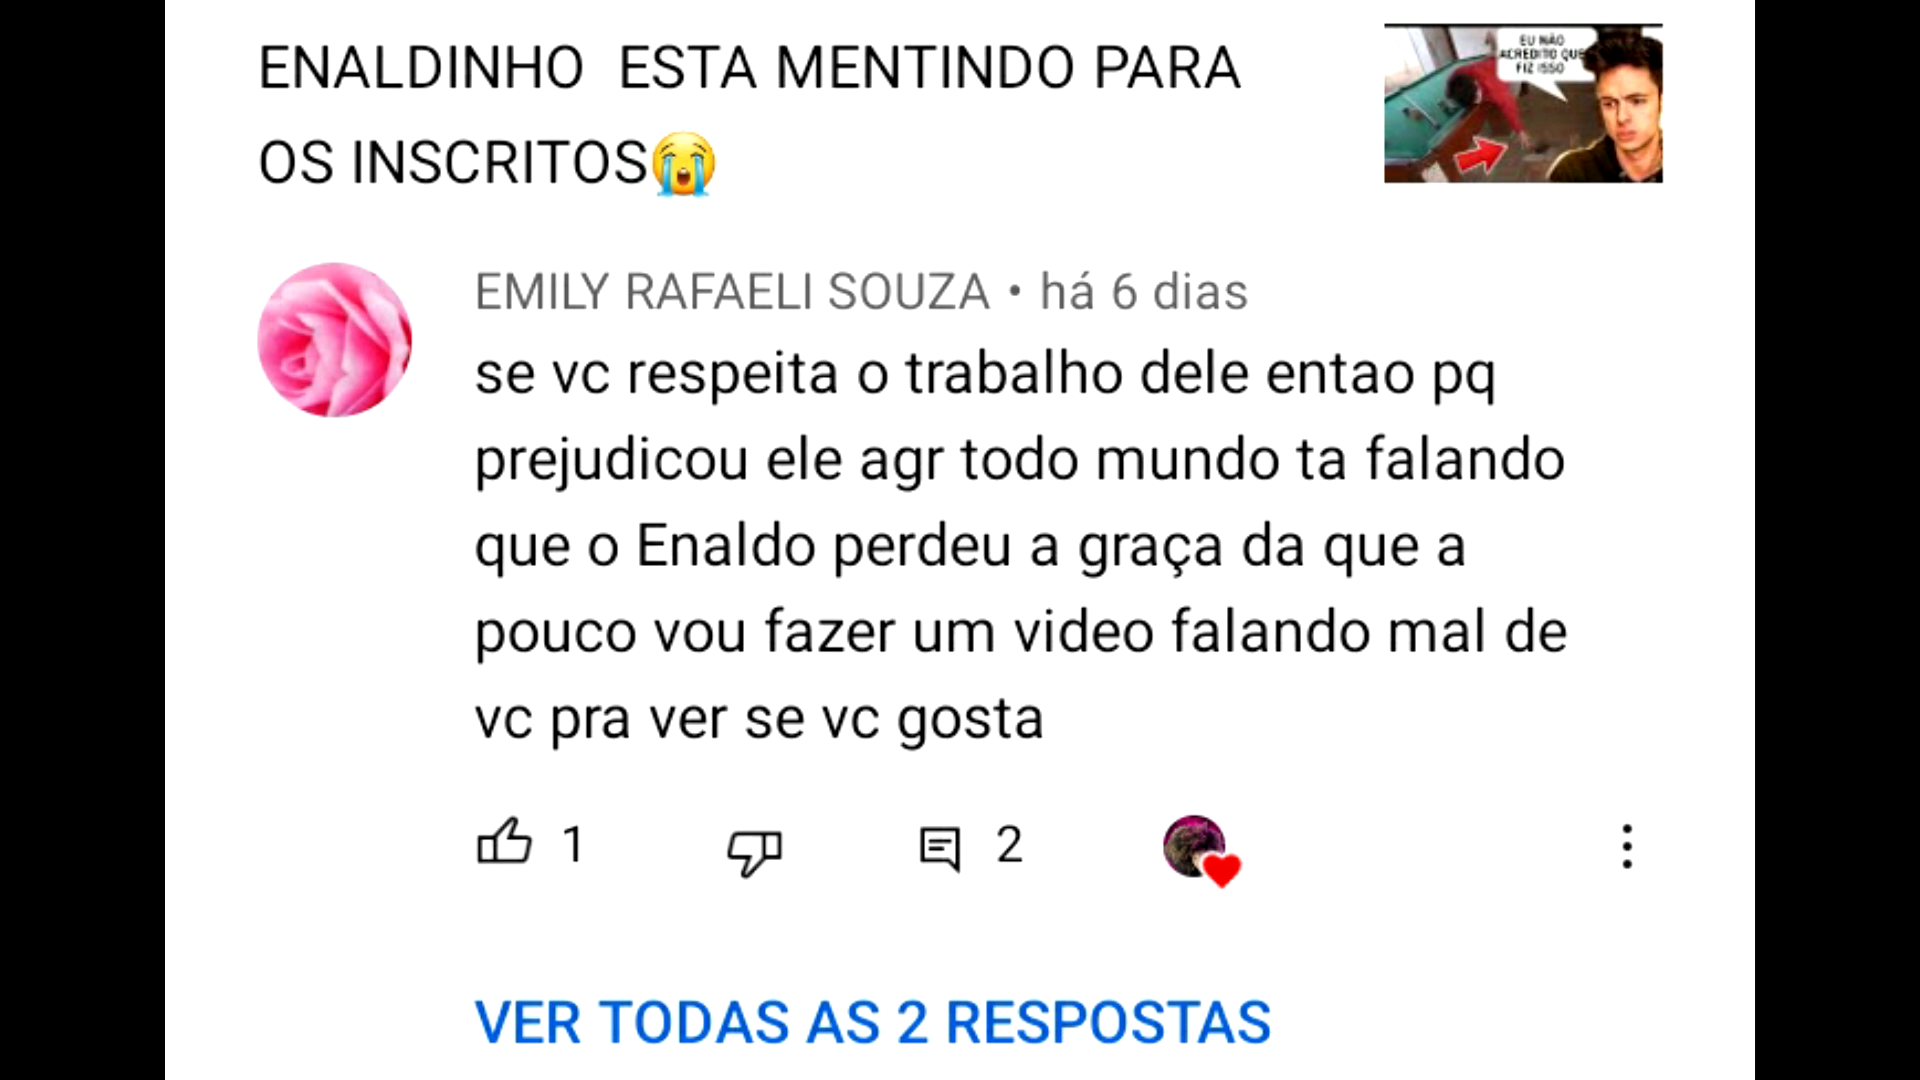 ENALDINHO ESTA MENTINDO PARA
OS INSCRITOS😭
EU NÃO
ACREDITO QUE
FIZ ISSO
EMILY RAFAELI SOUZA • há 6 dias
se vc respeita o trabalho dele entao pq
prejudicou ele agr todo mundo ta falando
que o Enaldo perdeu a graça da que a
pouco vou fazer um video falando mal de
vc pra ver se vc gosta
1
2
VER TODAS AS 2 RESPOSTAS